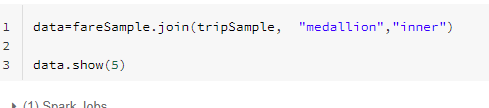 1 data=fareSample.join(tripSample,  "medallion","inner")
2
3 data.show(5)
(1) Spark Jobs